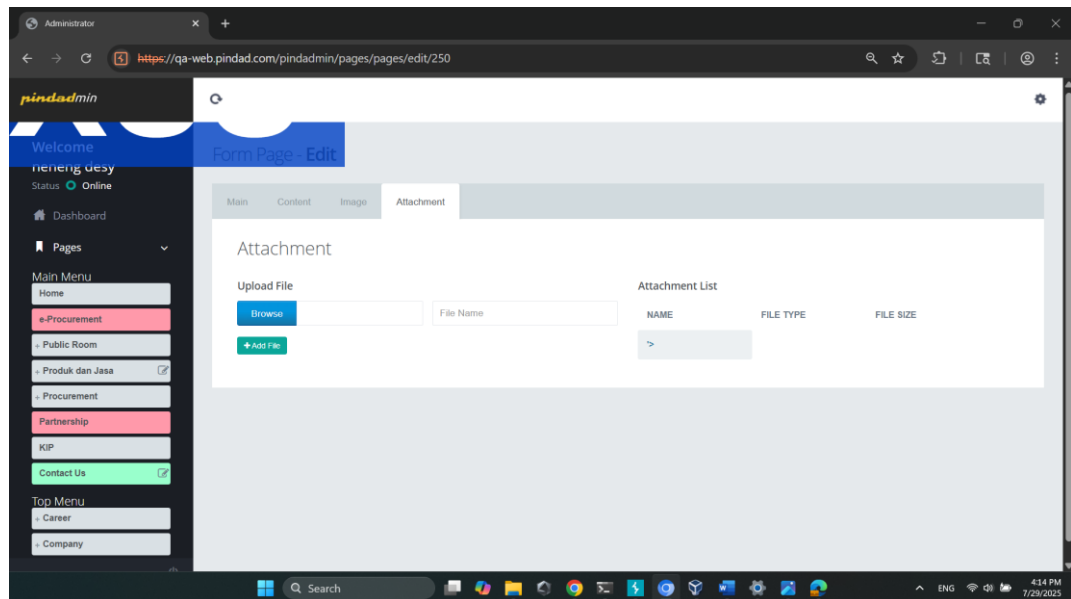 Administrator
https://qa-web.pindad.com/pindadmin/pages/pages/edit/250
pindadmin
Welcome
neneng desy
Status Online
Dashboard
Pages
Main Menu
Home
e-Procurement
+ Public Room
+ Produk dan Jasa
+ Procurement
Partnership
KIP
Contact Us
Top Menu
+ Career
+ Company
Form Page - Edit
Main Content Image Attachment
Attachment
Upload File
Browse File Name
+ Add File
Attachment List
NAME FILE TYPE FILE SIZE
'>
Search
ENG
4:14 PM
7/29/2025